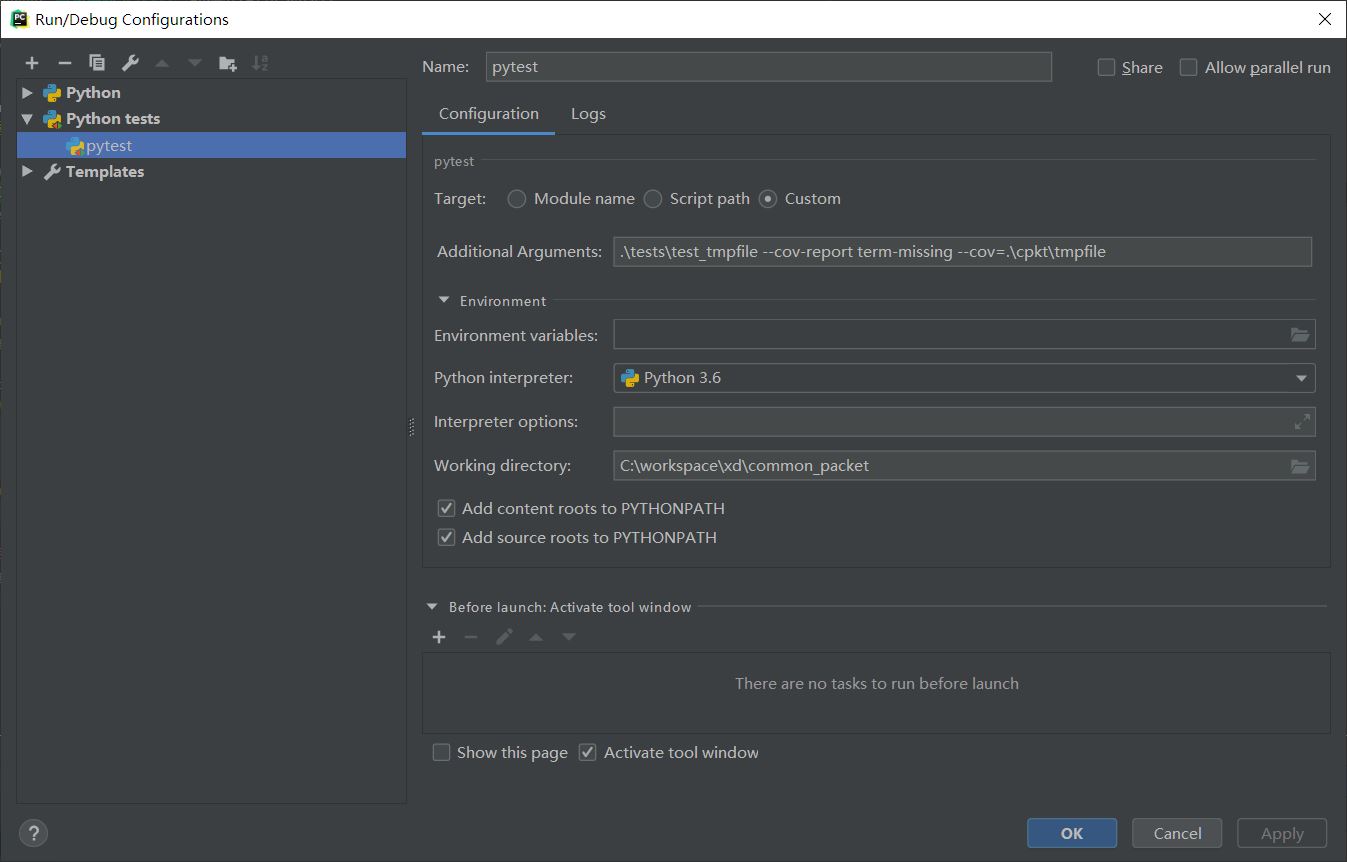 PC Run/Debug Configurations
Python
Python tests
pytest
Templates
Name: pytest Share Allow parallel run
Configuration Logs
pytest
Target: Module name Script path Custom
Additional Arguments: .\tests\test_tmpfile --cov-report term-missing --cov=.\cpkt\tmpfile
Environment
Environment variables:
Python interpreter: Python 3.6
Interpreter options:
Working directory: C:\workspace\xd\common_packet
Add content roots to PYTHONPATH
Add source roots to PYTHONPATH
Before launch: Activate tool window
There are no tasks to run before launch
Show this page Activate tool window
? OK Cancel Apply